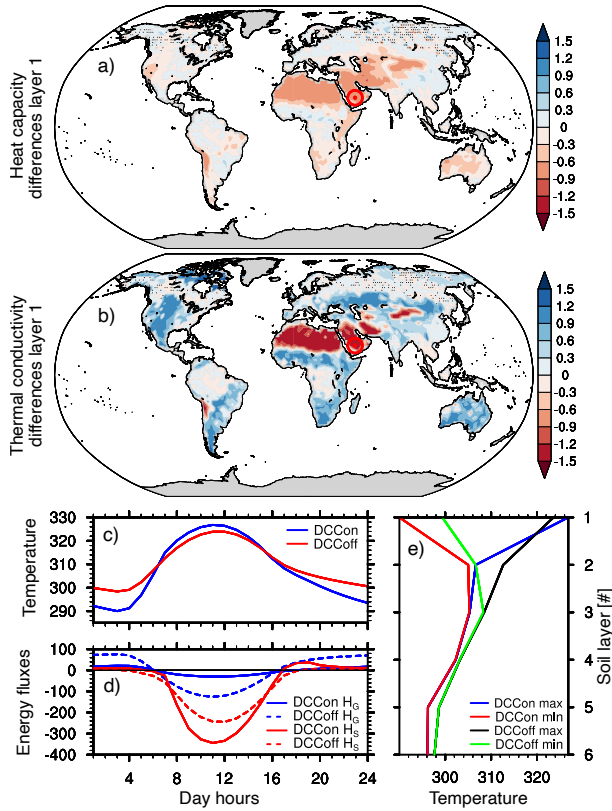 Heat capacity
differences layer 1
a)
1.5
1.2
0.9
0.6
0.3
0
-0.3
-0.6
-0.9
-1.2
-1.5
Thermal conductivity
differences layer 1
b)
1.5
1.2
0.9
0.6
0.3
0
-0.3
-0.6
-0.9
-1.2
-1.5
Temperature
330
320
310
300
290
c)
DCCon
DCCoff
Energy fluxes
100
0
-100
-200
-300
-400
d)
DCCon H_G
DCCoff H_G
DCCon H_S
DCCoff H_S
4 8 12 16 20 24
Day hours
e)
1
2
3
4
5
6
Soil layer [#]
DCCon max
DCCon min
DCCoff max
DCCoff min
300 310 320
Temperature